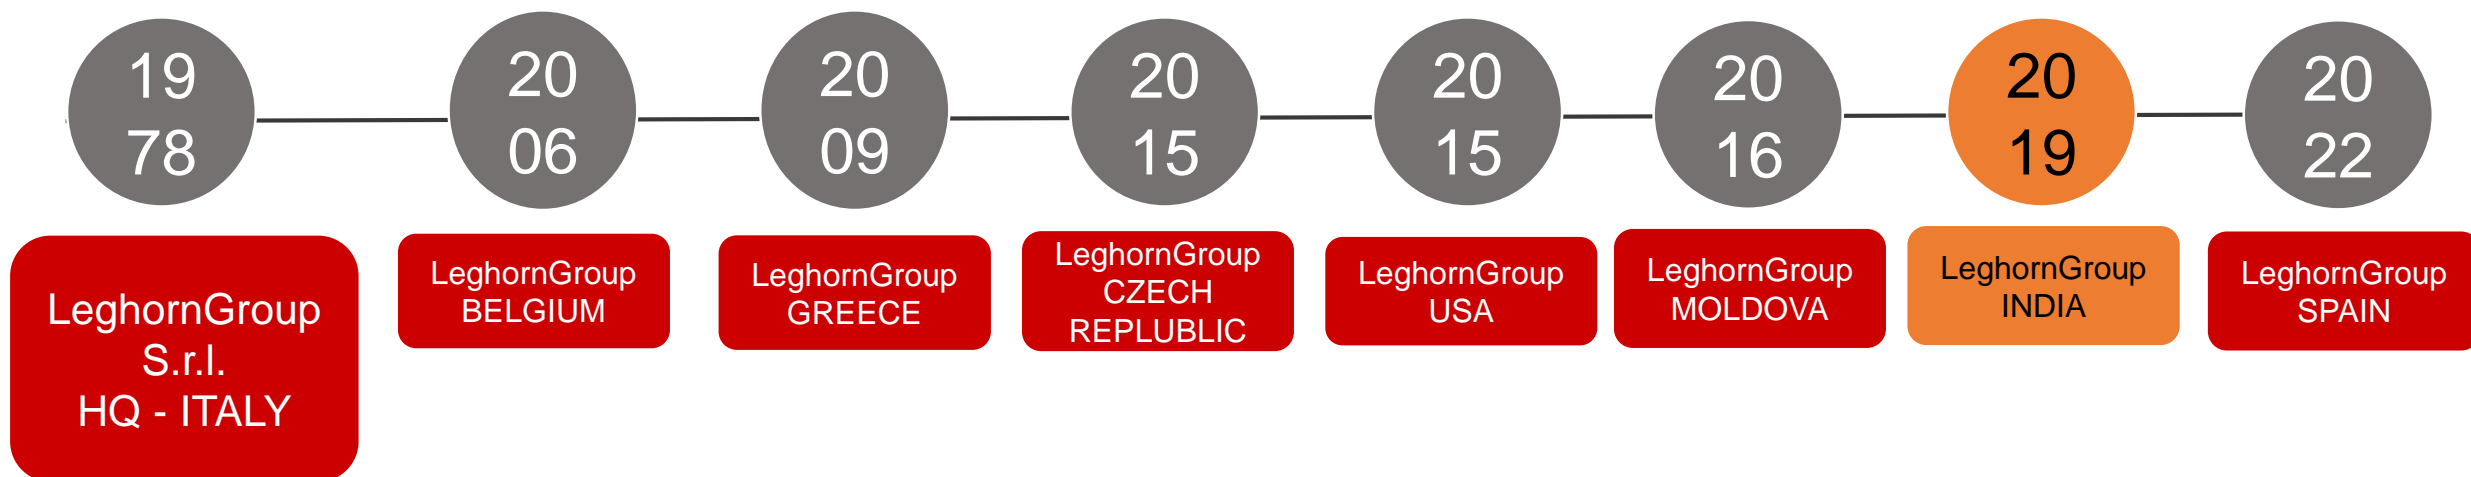 19
78
20
06
20
09
20
15
20
15
20
16
20
19
20
22
LeghornGroup
S.r.l.
HQ - ITALY
LeghornGroup
BELGIUM
LeghornGroup
GREECE
LeghornGroup
CZECH
REPLUBLIC
LeghornGroup
USA
LeghornGroup
MOLDOVA
LeghornGroup
INDIA
LeghornGroup
SPAIN